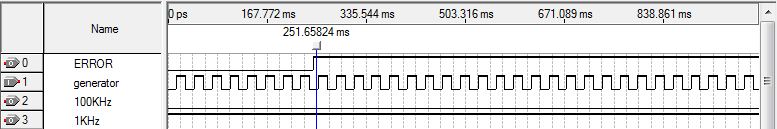 0 ps 167.772 ms 335.544 ms 503.316 ms 671.089 ms 838.861 ms
Name
251.65824 ms
0 ERROR
1 generator
2 100KHz
3 1KHz